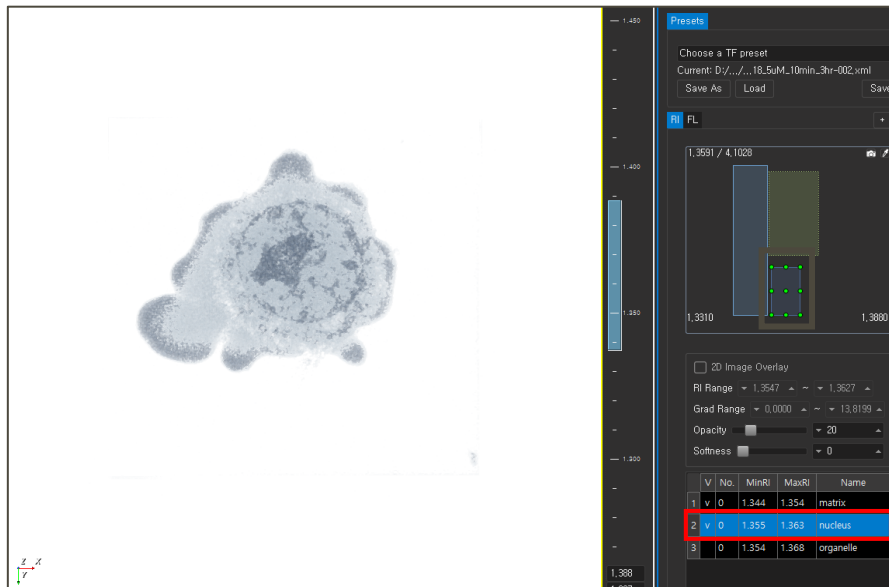 1,450
1,400
1,350
1,300
1,388
Presets
Choose a TF preset
Current: D:/.../...18_5uM_10min_3hr-002.xml
Save As Load Save
RI FL +
1,3591 / 4,1028
1,3310 1,3880
2D Image Overlay
RI Range 1,3547 ~ 1,3627
Grad Range 0,0000 ~ 13,8199
Opacity 20
Softness 0
V No. MinRI MaxRI Name
1 v 0 1.344 1.354 matrix
2 v 0 1.355 1.363 nucleus
3 0 1.354 1.368 organelle
Z X
Y